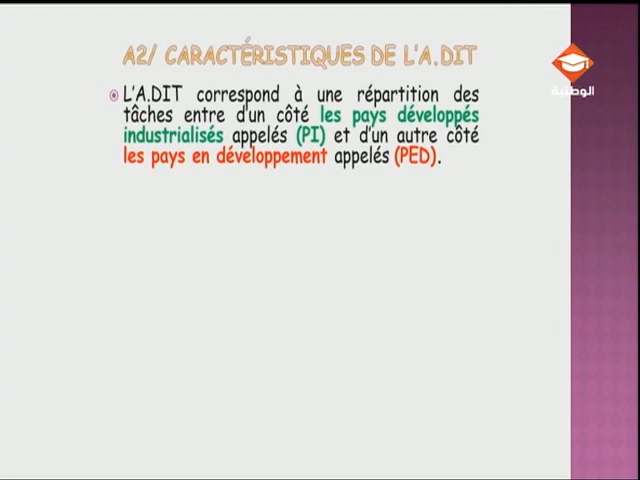 A2/ CARACTÉRISTIQUES DE L'A.DIT
L'A.DIT correspond à une répartition des
tâches entre d'un côté les pays développés
industrialisés appelés (PI) et d'un autre côté
les pays en développement appelés (PED).
الوطنية